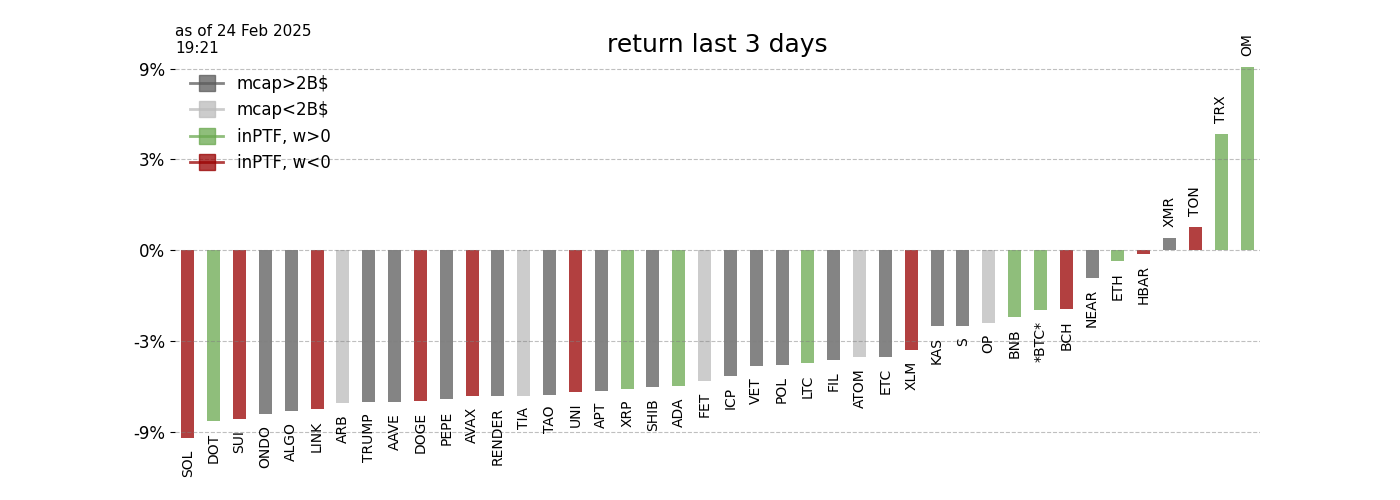 as of 24 Feb 2025
19:21
return last 3 days
9%
3%
0%
-3%
-9%
mcap>2B$
mcap<2B$
inPTF, w>0
inPTF, w<0
SOL
DOT
SUI
ONDO
ALGO
LINK
ARB
TRUMP
AAVE
DOGE
PEPE
AVAX
RENDER
TIA
TAO
UNI
APT
XRP
SHIB
ADA
FET
ICP
VET
POL
LTC
FIL
ATOM
ETC
XLM
KAS
S
OP
BNB
*BTC*
BCH
NEAR
ETH
HBAR
XMR
TON
TRX
OM